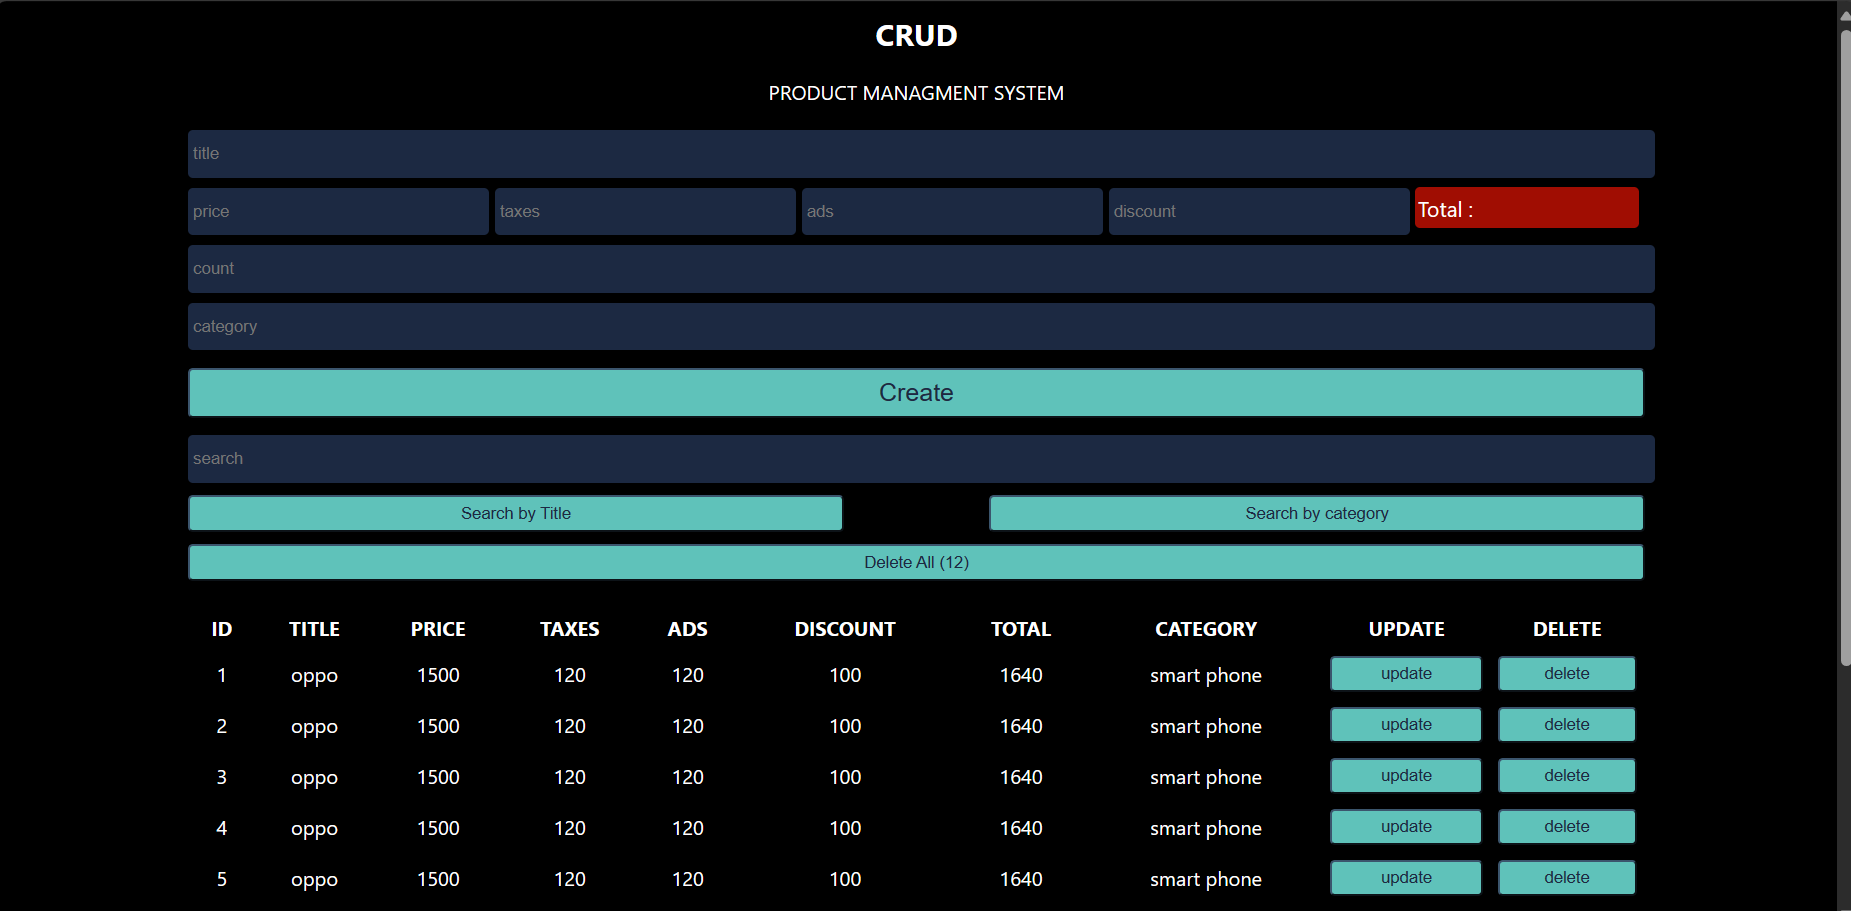 CRUD
PRODUCT MANAGMENT SYSTEM
title
price taxes ads discount Total :
count
category
Create
search
Search by Title Search by category
Delete All (12)
ID TITLE PRICE TAXES ADS DISCOUNT TOTAL CATEGORY UPDATE DELETE
1 oppo 1500 120 120 100 1640 smart phone update delete
2 oppo 1500 120 120 100 1640 smart phone update delete
3 oppo 1500 120 120 100 1640 smart phone update delete
4 oppo 1500 120 120 100 1640 smart phone update delete
5 oppo 1500 120 120 100 1640 smart phone update delete